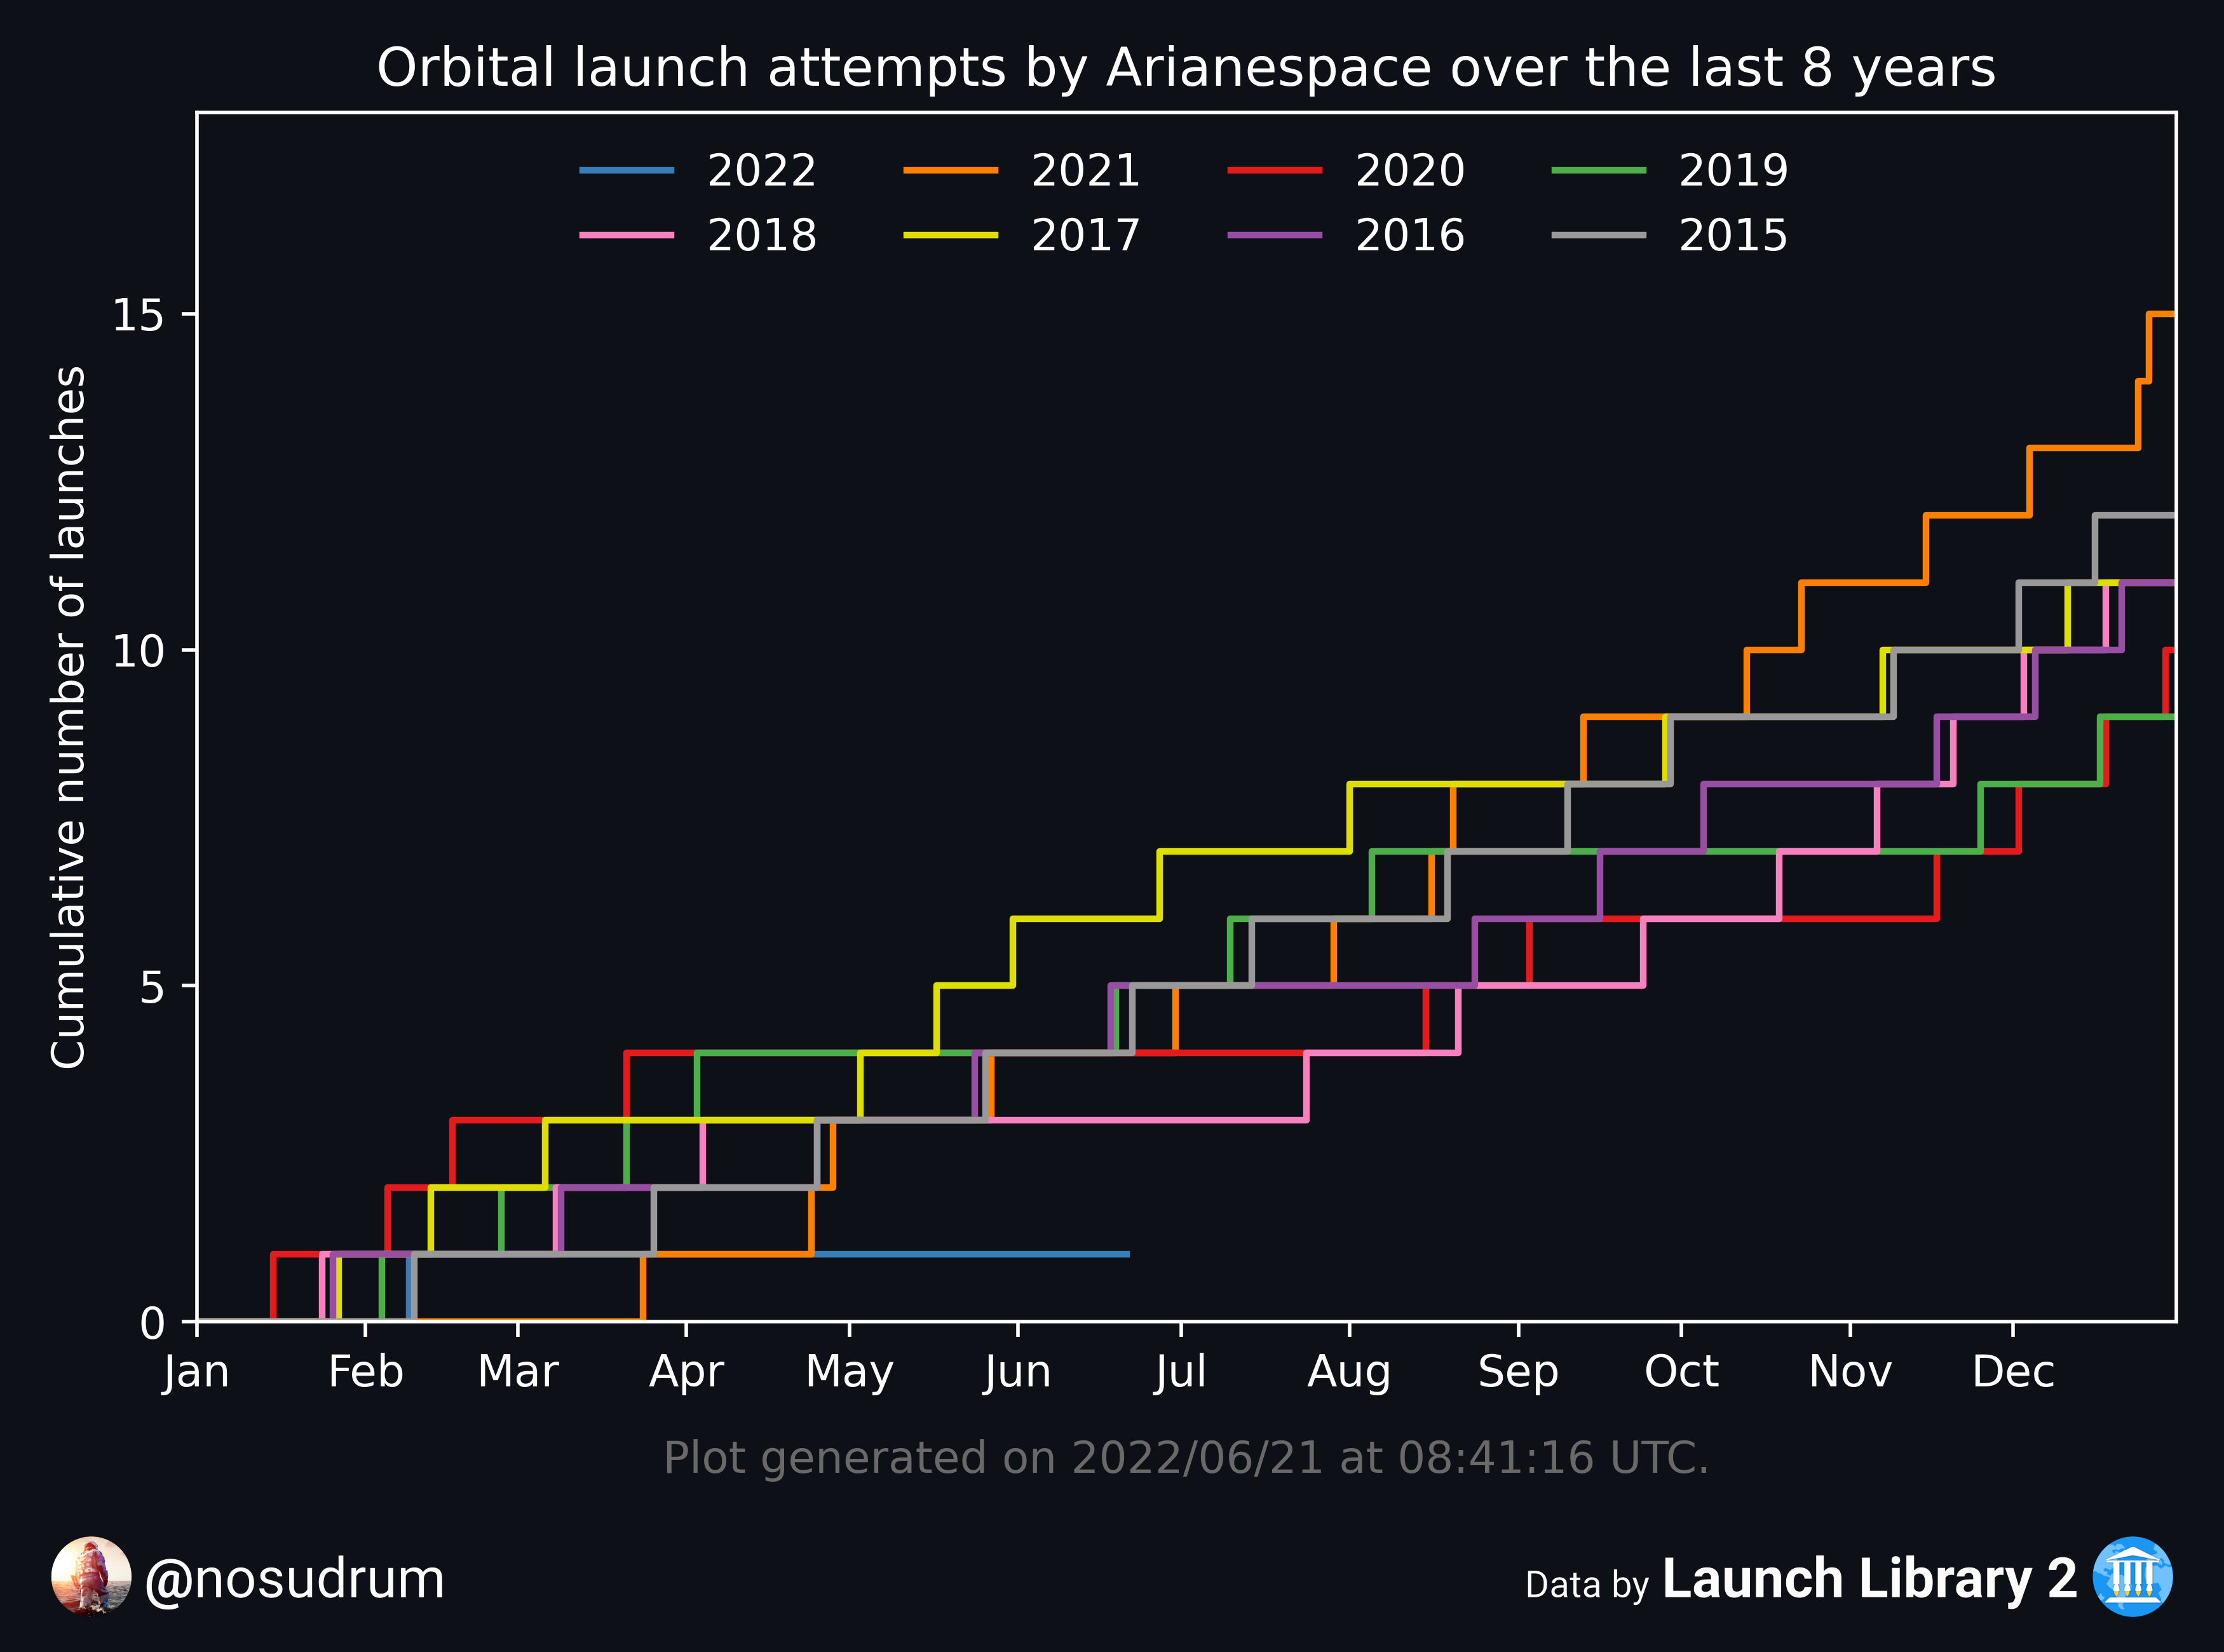 Orbital launch attempts by Arianespace over the last 8 years
2022 2021 2020 2019
2018 2017 2016 2015
Cumulative number of launches
15
10
5
0
Jan Feb Mar Apr May Jun Jul Aug Sep Oct Nov Dec
Plot generated on 2022/06/21 at 08:41:16 UTC.
@nosudrum
Data by Launch Library 2